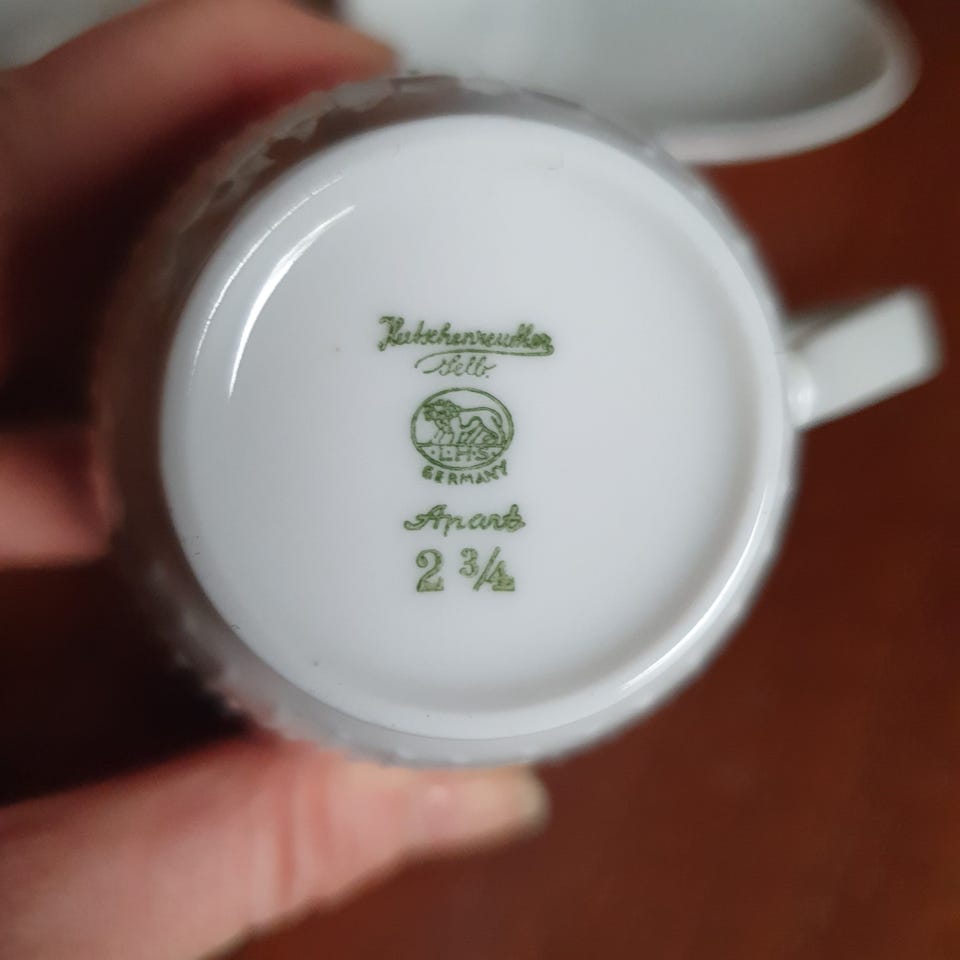 Hutschenreuther
Selb.
·L·H·S·
GERMANY
Apart
2 3/4